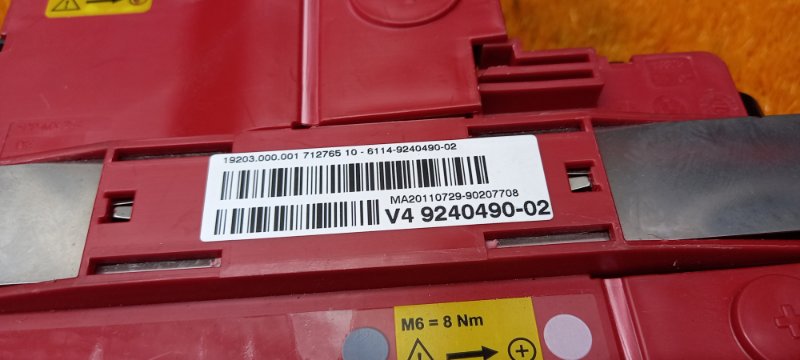 19203.000.001 712765 10 - 6114-9240490-02
MA20110729-90207708
V4 9240490-02
M6 = 8 Nm